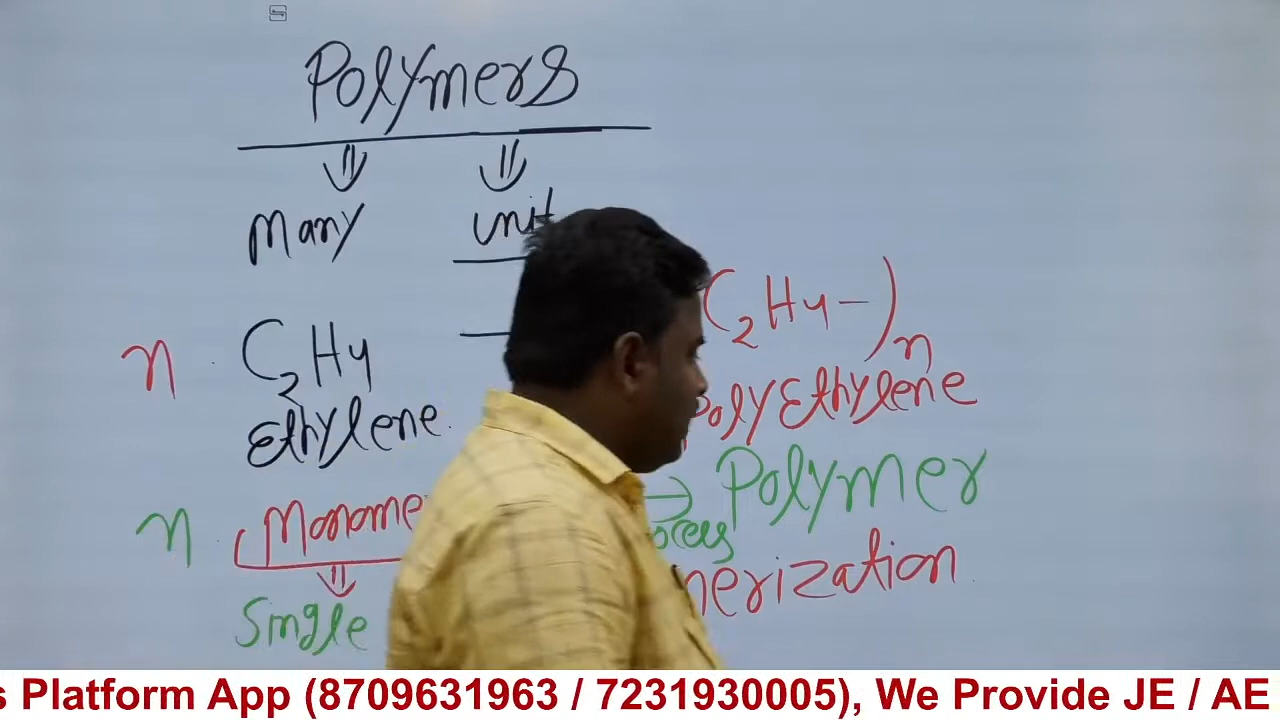 Polymers
Many unit
n C2H4 (C2H4-)n
Ethylene. PolyEthylene
n (Monome → Polymer
ocess
nerization
Single
s Platform App (8709631963 / 7231930005), We Provide JE / AE